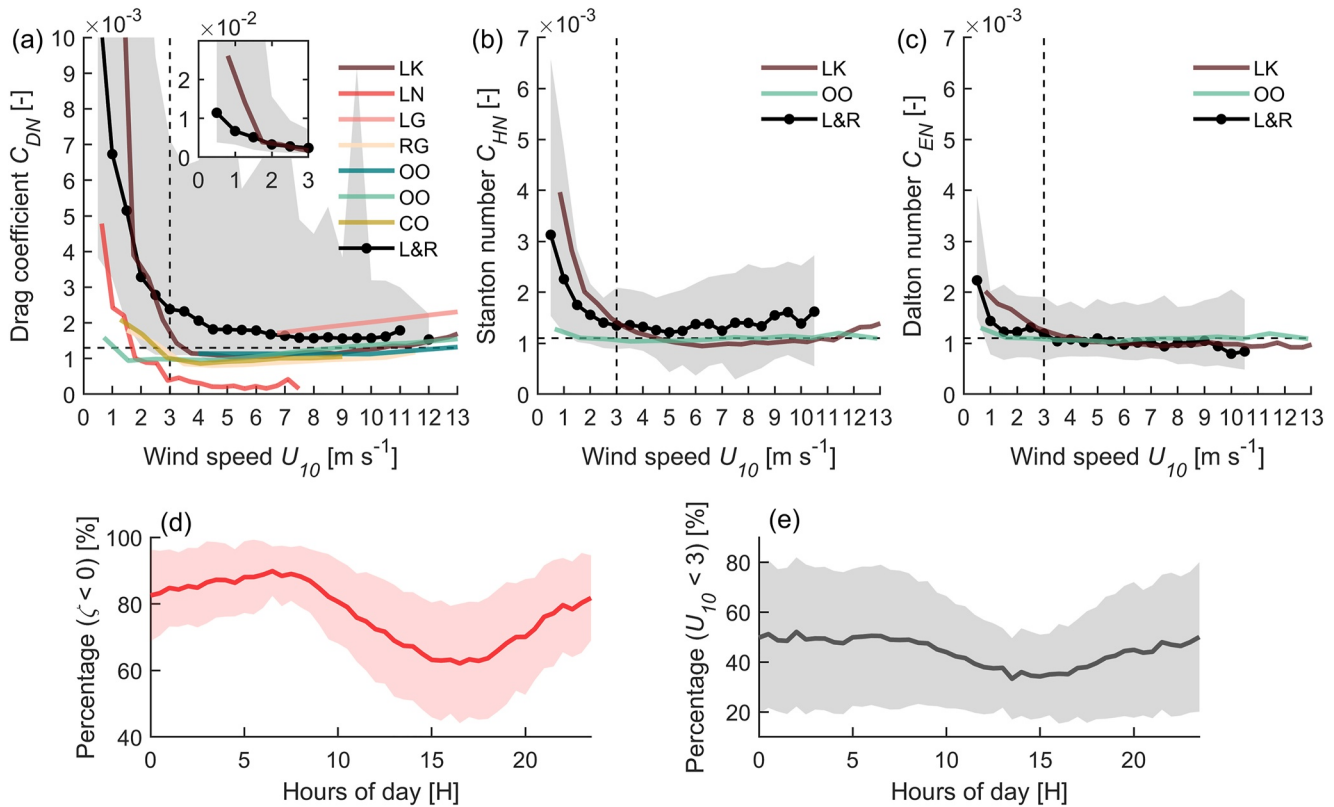 (a)
×10⁻³
Drag coefficient C_DN [-]
10
9
8
7
6
5
4
3
2
1
0
0 1 2 3 4 5 6 7 8 9 10 11 12 13
Wind speed U_10 [m s⁻¹]
×10⁻²
2
1
0
0 1 2 3
LK
LN
LG
RG
OO
OO
CO
L&R
(b)
×10⁻³
Stanton number C_HN [-]
7
6
5
4
3
2
1
0
0 1 2 3 4 5 6 7 8 9 10 11 12 13
Wind speed U_10 [m s⁻¹]
LK
OO
L&R
(c)
×10⁻³
Dalton number C_EN [-]
7
6
5
4
3
2
1
0
0 1 2 3 4 5 6 7 8 9 10 11 12 13
Wind speed U_10 [m s⁻¹]
LK
OO
L&R
(d)
Percentage (ζ < 0) [%]
100
80
60
40
0 5 10 15 20
Hours of day [H]
(e)
Percentage (U_10 < 3) [%]
80
60
40
20
0 5 10 15 20
Hours of day [H]